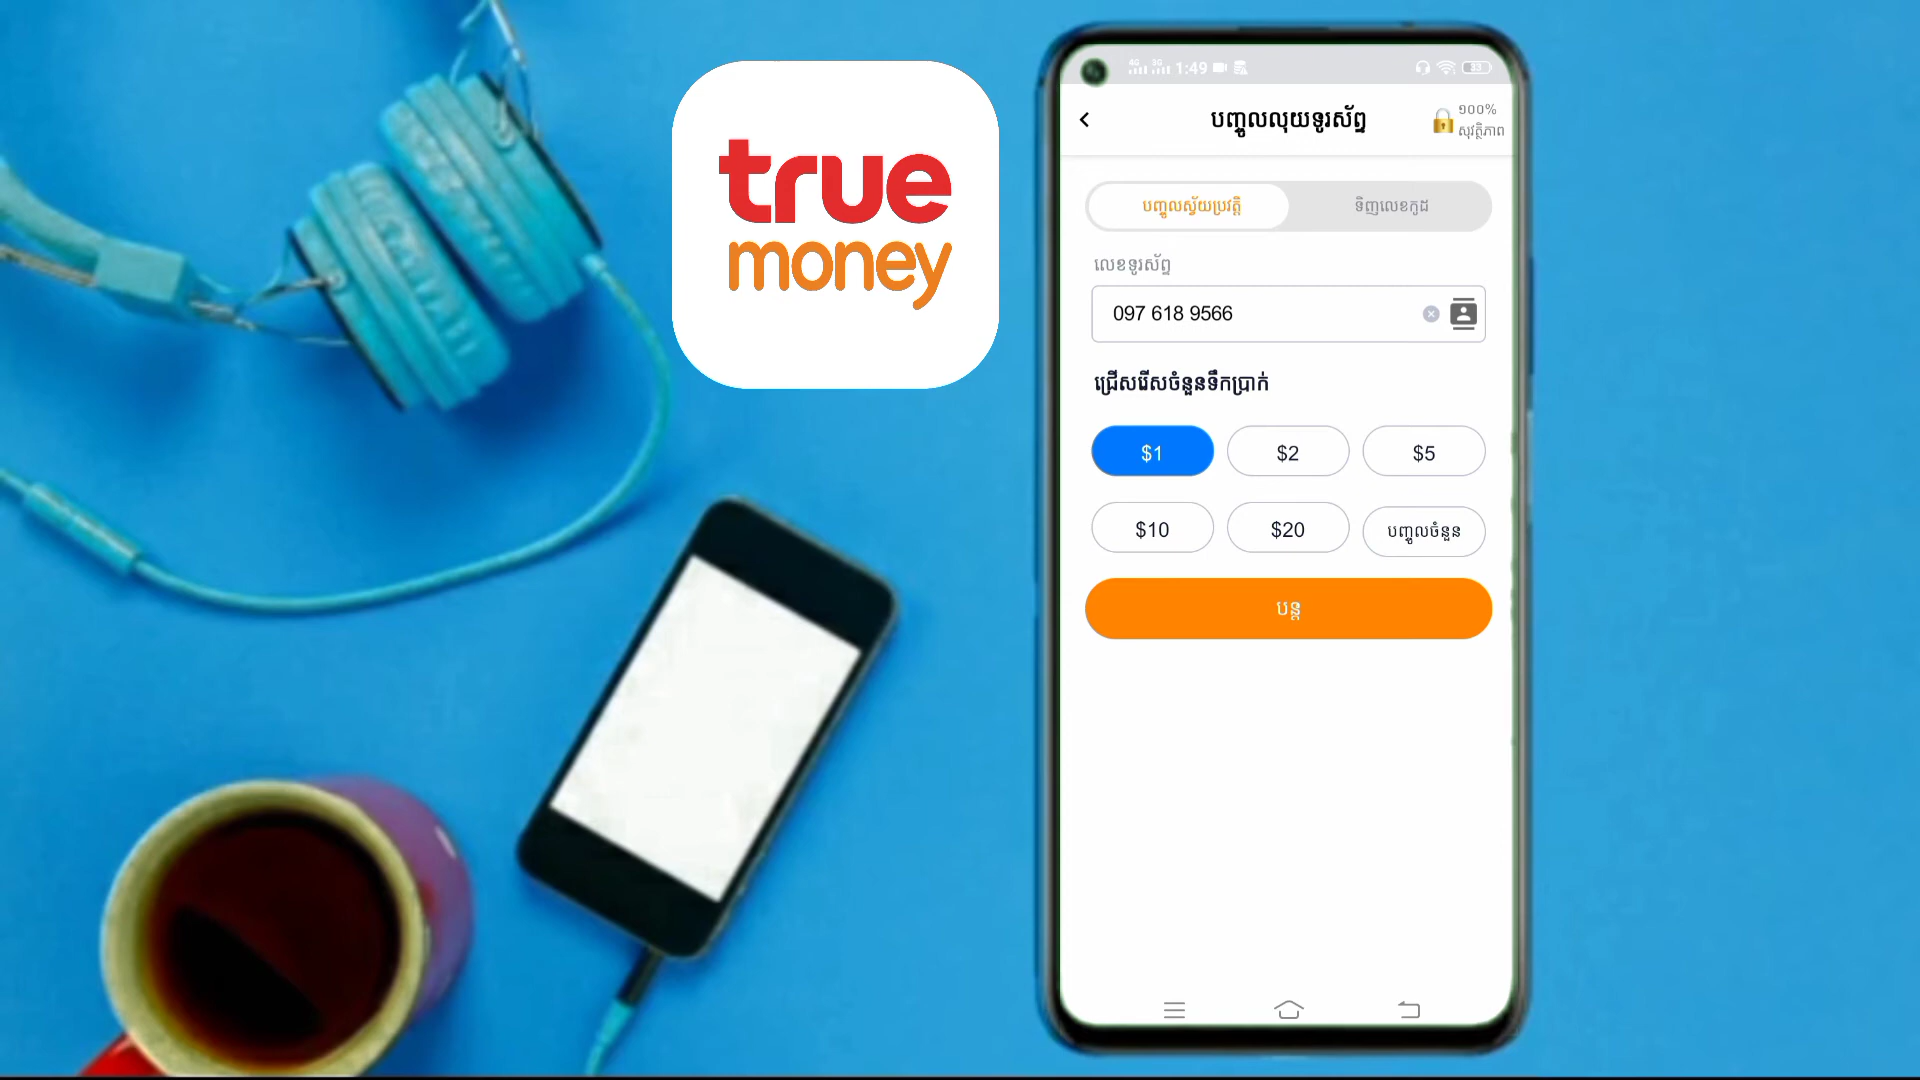 true
money
4G 3G 1:49
33
បញ្ចូលលុយទូរស័ព្ទ
១០០%
សុវត្ថិភាព
បញ្ចូលស្វ័យប្រវត្តិ
ទិញលេខកូដ
លេខទូរស័ព្ទ
097 618 9566
ជ្រើសរើសចំនួនទឹកប្រាក់
$1
$2
$5
$10
$20
បញ្ចូលចំនួន
បន្ត